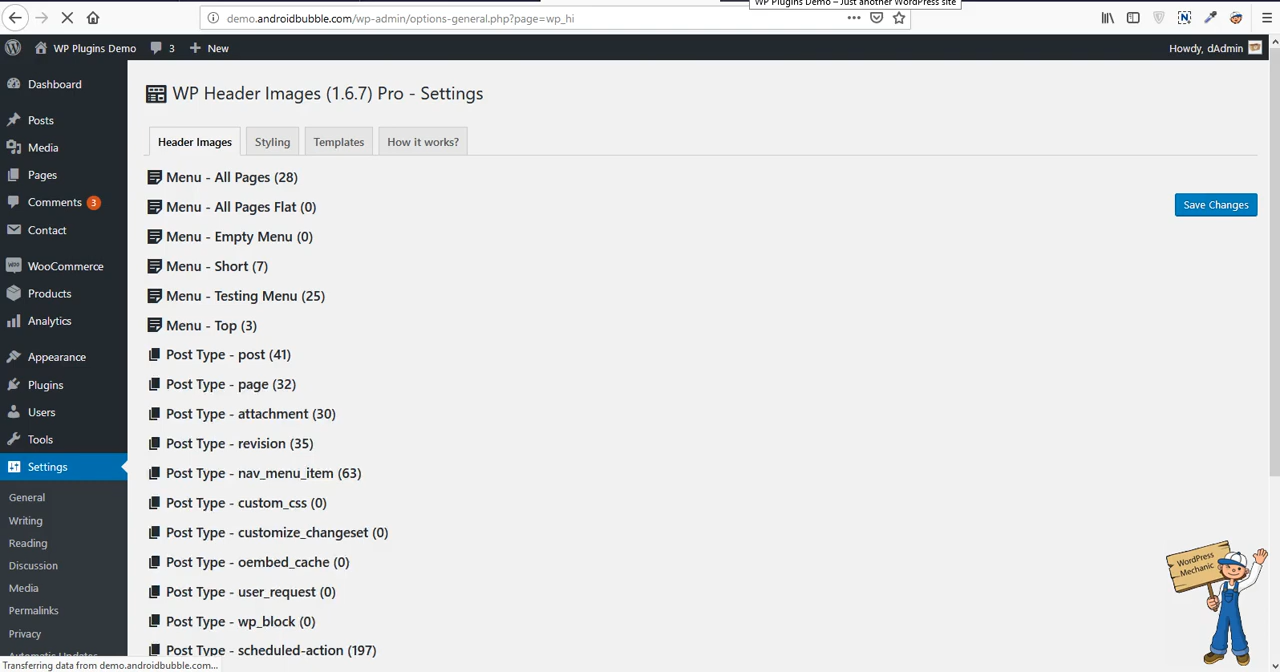 WP Plugins Demo – Just another WordPress site
demo.androidbubble.com/wp-admin/options-general.php?page=wp_hi
WP Plugins Demo 3 New
Howdy, dAdmin
Dashboard
Posts
Media
Pages
Comments 3
Contact
WooCommerce
Products
Analytics
Appearance
Plugins
Users
Tools
Settings
General
Writing
Reading
Discussion
Media
Permalinks
Privacy
Automatic Updates
WP Header Images (1.6.7) Pro - Settings
Header Images Styling Templates How it works?
Menu - All Pages (28)
Menu - All Pages Flat (0)
Save Changes
Menu - Empty Menu (0)
Menu - Short (7)
Menu - Testing Menu (25)
Menu - Top (3)
Post Type - post (41)
Post Type - page (32)
Post Type - attachment (30)
Post Type - revision (35)
Post Type - nav_menu_item (63)
Post Type - custom_css (0)
Post Type - customize_changeset (0)
Post Type - oembed_cache (0)
Post Type - user_request (0)
Post Type - wp_block (0)
Post Type - scheduled-action (197)
WordPress
Mechanic
Transferring data from demo.androidbubble.com...